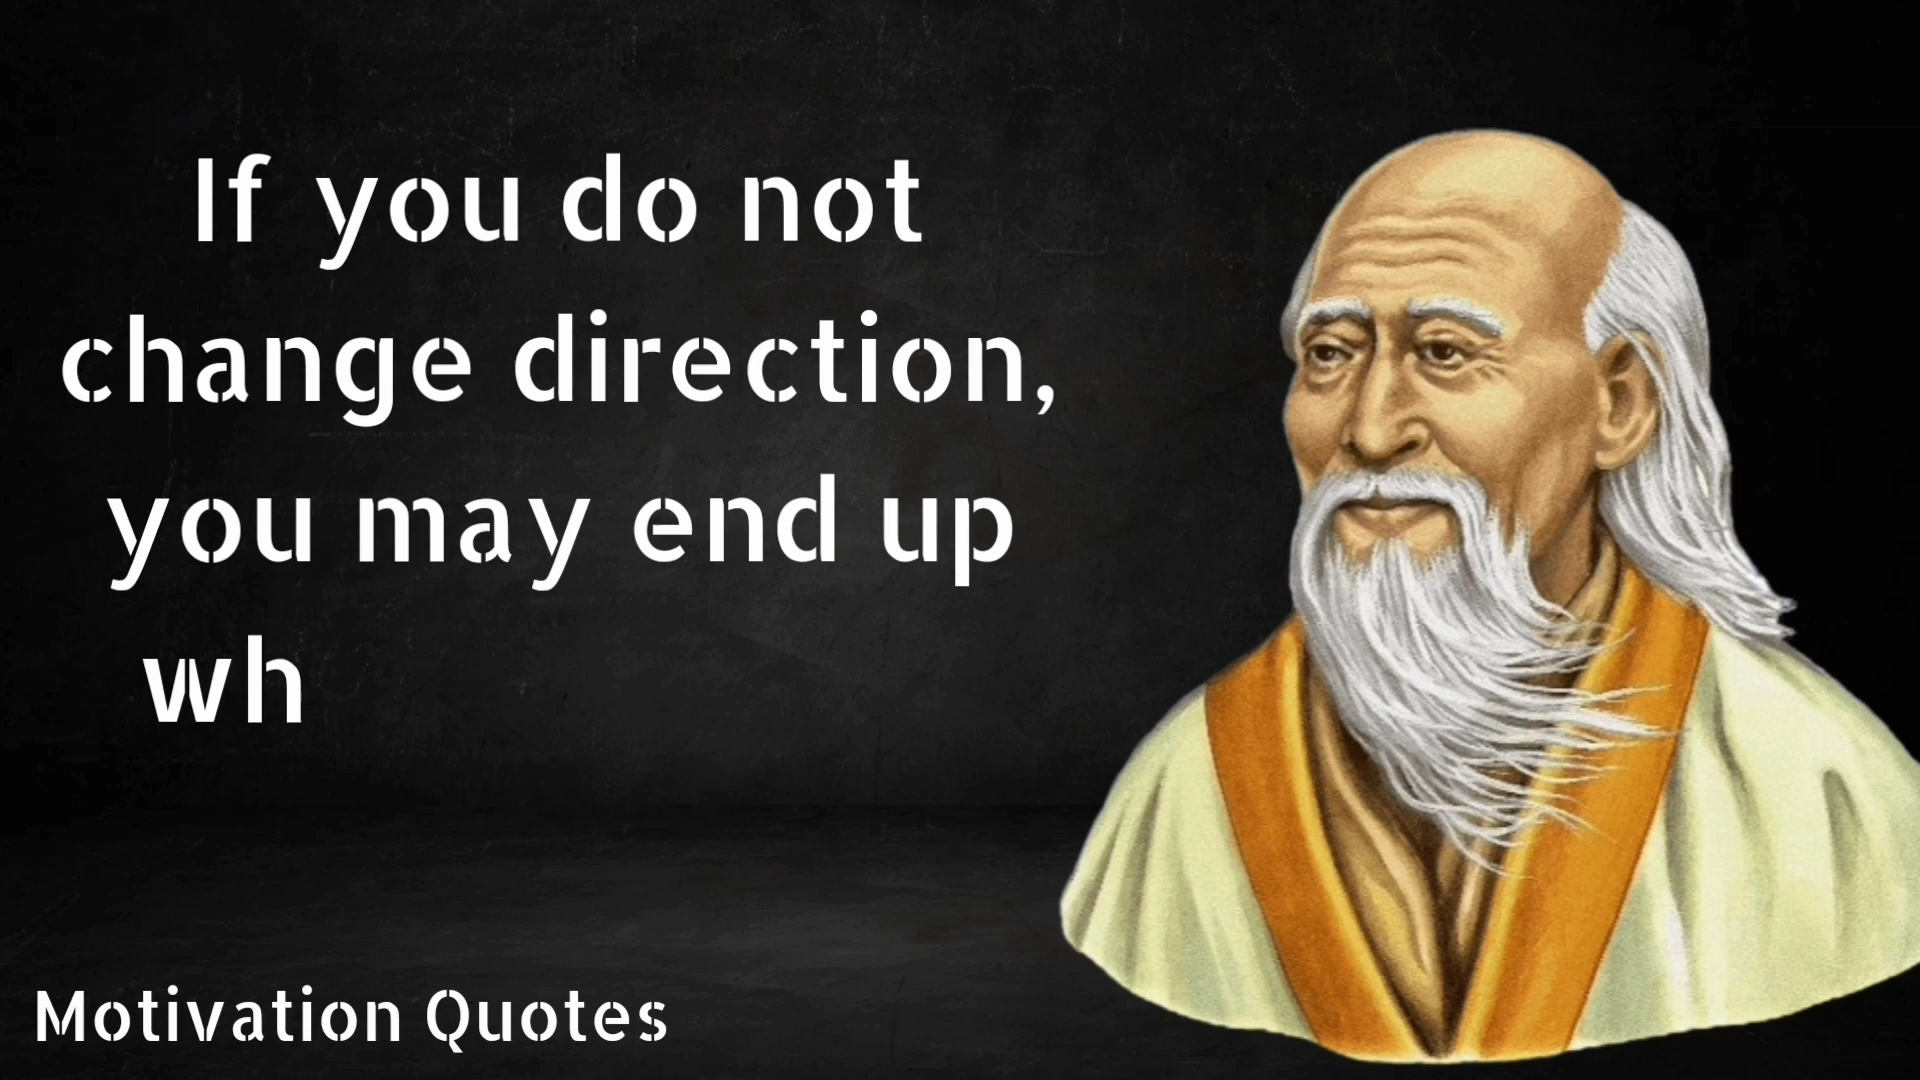 If you do not
change direction,
you may end up
wh
Motivation Quotes